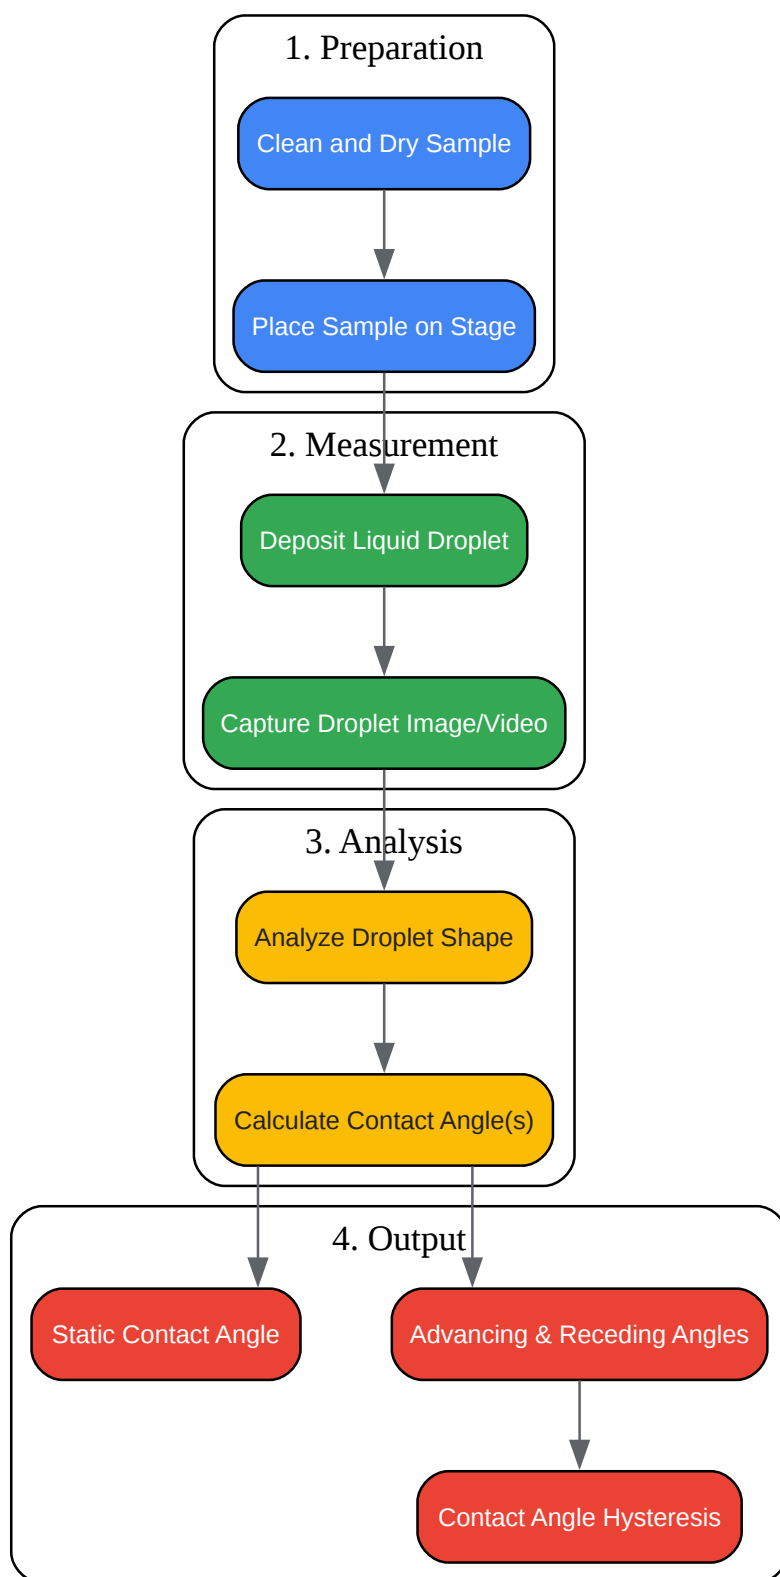 1. Preparation
Clean and Dry Sample
Place Sample on Stage
2. Measurement
Deposit Liquid Droplet
Capture Droplet Image/Video
3. Analysis
Analyze Droplet Shape
Calculate Contact Angle(s)
4. Output
Static Contact Angle
Advancing & Receding Angles
Contact Angle Hysteresis